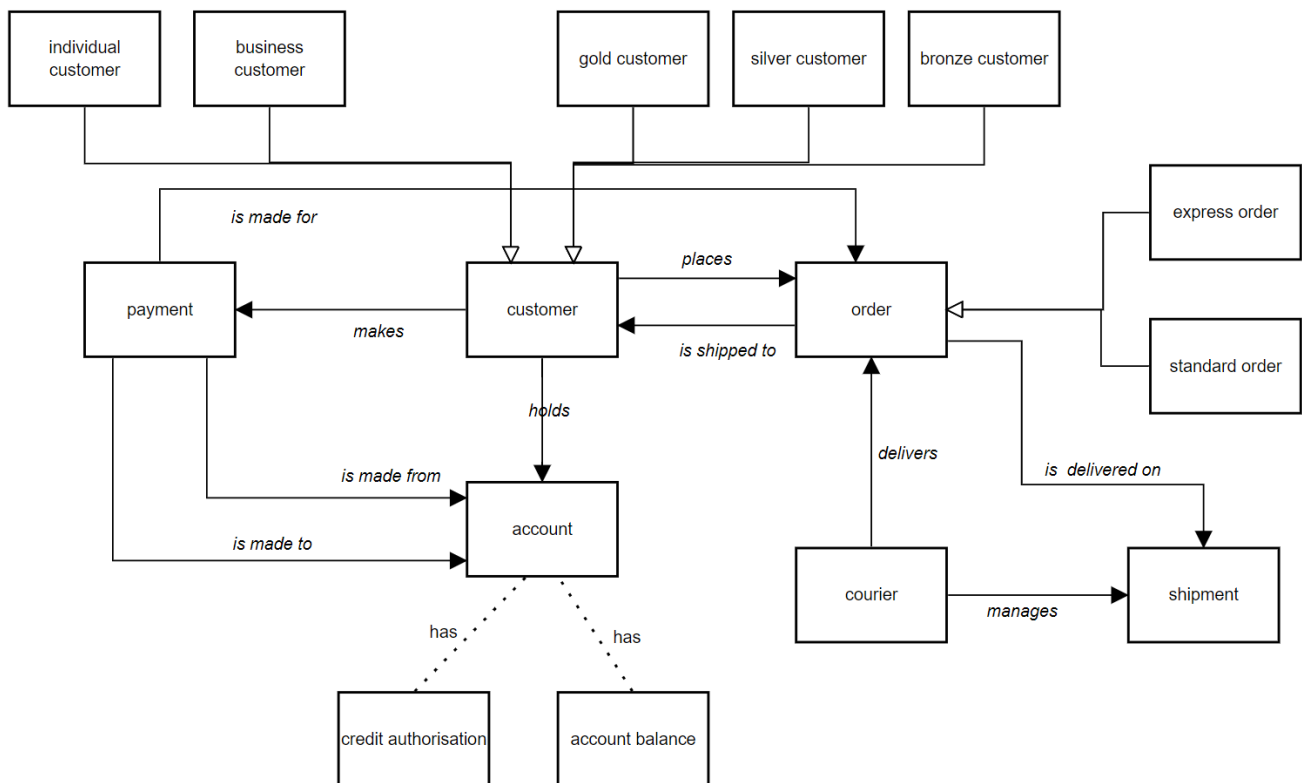 individual
customer
business
customer
gold customer
silver customer
bronze customer
express order
is made for
places
payment
customer
order
makes
is shipped to
standard order
holds
delivers
is made from
is delivered on
account
is made to
courier
shipment
manages
has
has
credit authorisation
account balance